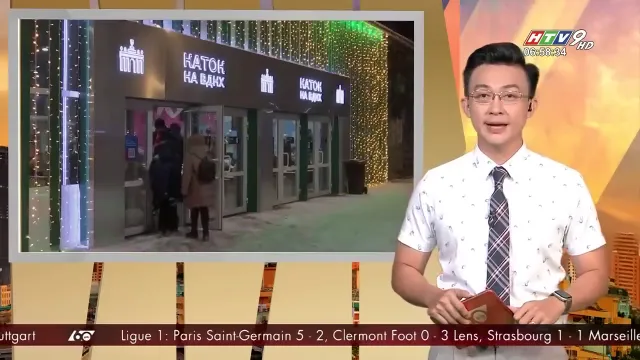 HTV9 HD
06:58:34
КАТОК
НА ВДНХ
КАТОК
НА ВДНХ
uttgart
Ligue 1: Paris Saint-Germain 5 - 2, Clermont Foot 0 - 3 Lens, Strasbourg 1 - 1 Marseille